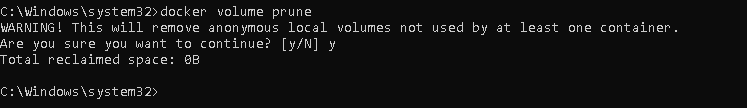 C:\Windows\system32>docker volume prune
WARNING! This will remove anonymous local volumes not used by at least one container.
Are you sure you want to continue? [y/N] y
Total reclaimed space: 0B
C:\Windows\system32>